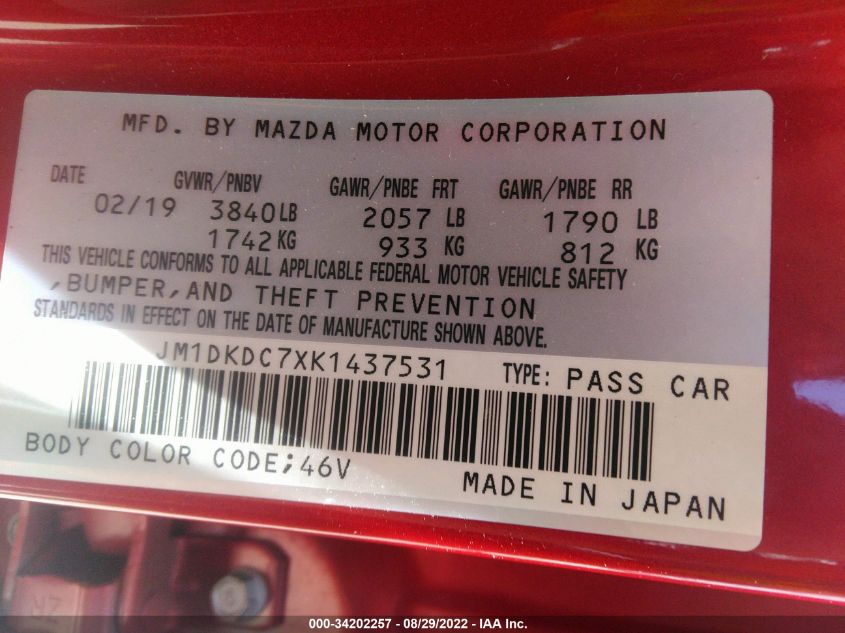 MFD. BY MAZDA MOTOR CORPORATION
DATE GVWR/PNBV GAWR/PNBE FRT GAWR/PNBE RR
02/19 3840LB 2057 LB 1790 LB
1742KG 933 KG 812 KG
THIS VEHICLE CONFORMS TO ALL APPLICABLE FEDERAL MOTOR VEHICLE SAFETY
,BUMPER,AND THEFT PREVENTION
STANDARDS IN EFFECT ON THE DATE OF MANUFACTURE SHOWN ABOVE.
JM1DKDC7XK1437531 TYPE: PASS CAR
BODY COLOR CODE;46V
MADE IN JAPAN
000-34202257 - 08/29/2022 - IAA Inc.